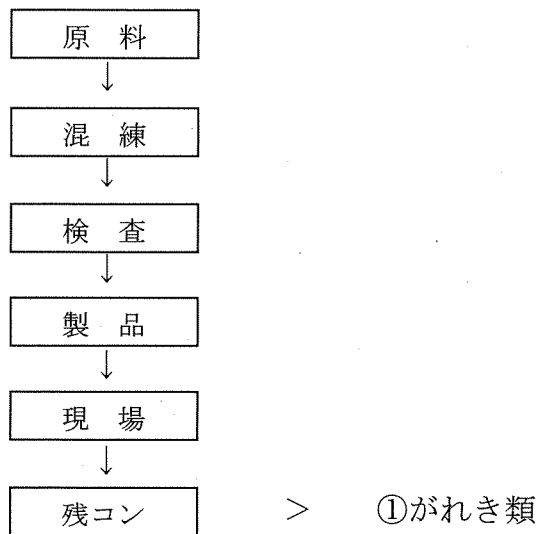 原　料
↓
混　練
↓
検　査
↓
製　品
↓
現　場
↓
残コン　＞　①がれき類